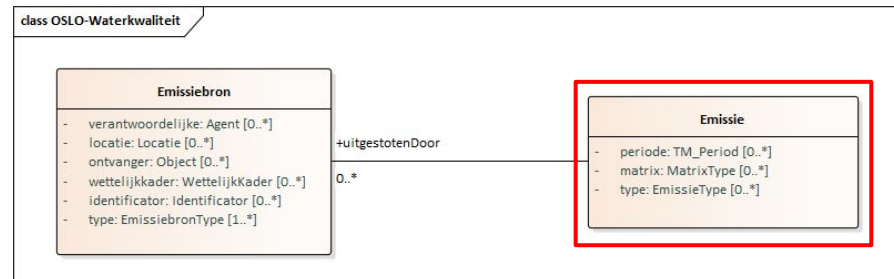 class OSLO-Waterkwaliteit
Emissiebron
- verantwoordelijke: Agent [0..*]
- locatie: Locatie [0..*]
- ontvanger: Object [0..*]
- wettelijkkader: WettelijkKader [0..*]
- identificator: Identificator [0..*]
- type: EmissiebronType [1..*]
+uitgestotenDoor
0..*
Emissie
- periode: TM_Period [0..*]
- matrix: MatrixType [0..*]
- type: EmissieType [0..*]